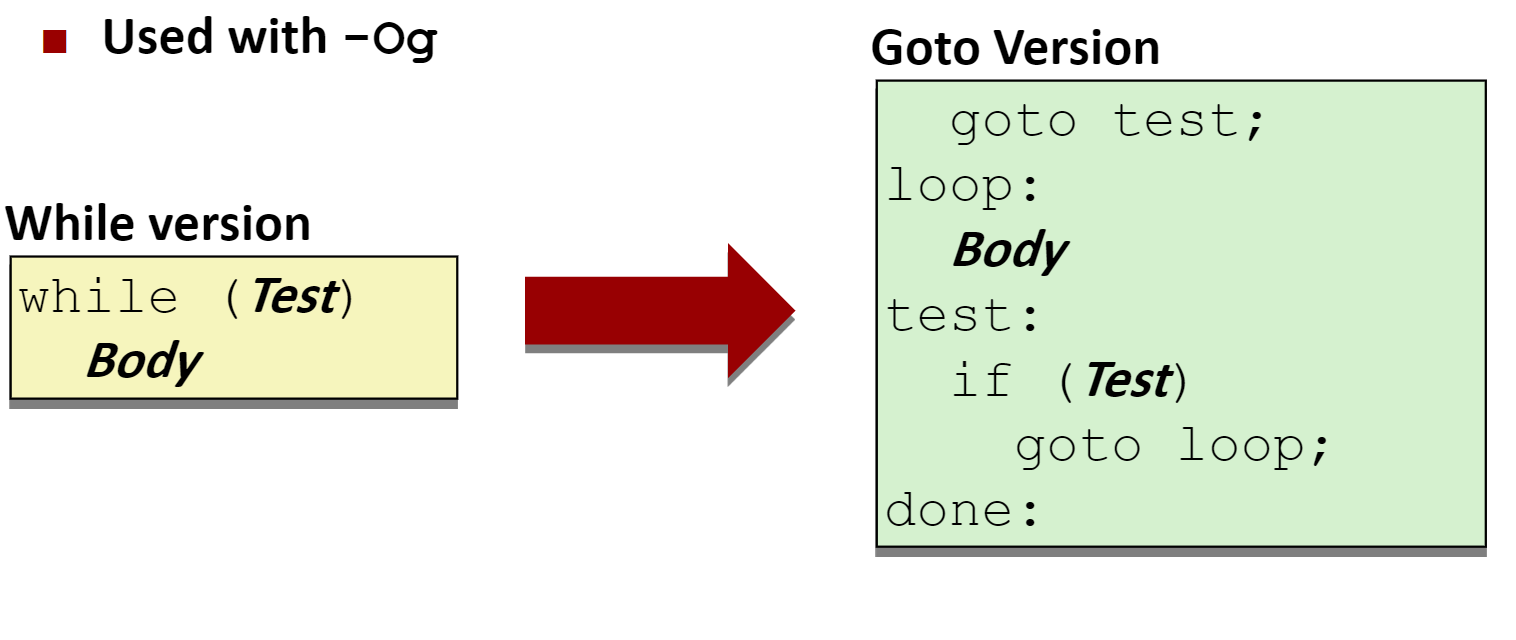 Used with -Og
While version
while (Test)
Body
Goto Version
goto test;
loop:
Body
test:
if (Test)
goto loop;
done: